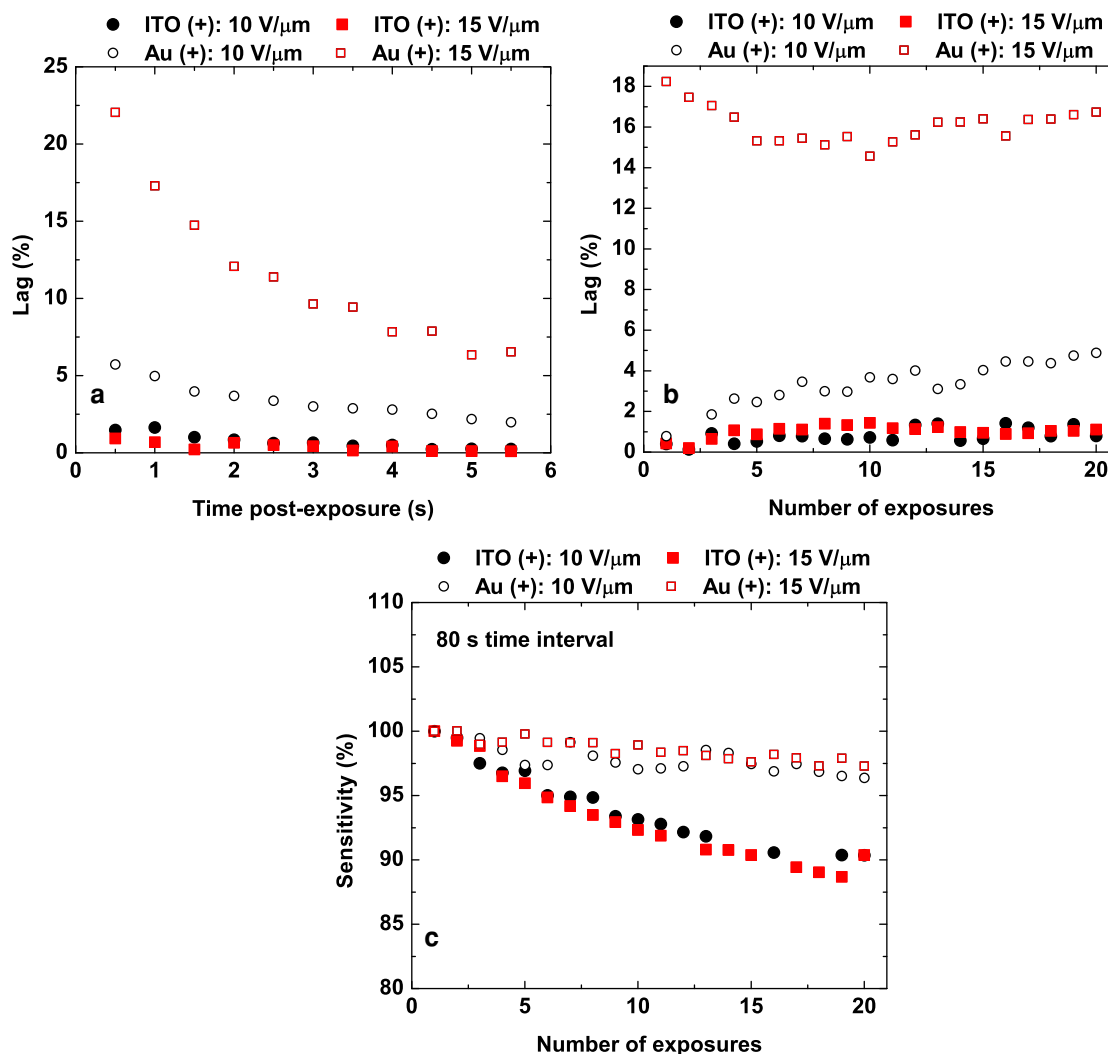 ITO (+): 10 V/μm ITO (+): 15 V/μm
Au (+): 10 V/μm Au (+): 15 V/μm
25
20
15
10
5
0
Lag (%)
a
0 1 2 3 4 5 6
Time post-exposure (s)
ITO (+): 10 V/μm ITO (+): 15 V/μm
Au (+): 10 V/μm Au (+): 15 V/μm
18
16
14
12
10
8
6
4
2
0
Lag (%)
b
0 5 10 15 20
Number of exposures
ITO (+): 10 V/μm ITO (+): 15 V/μm
Au (+): 10 V/μm Au (+): 15 V/μm
110
105
100
95
90
85
80
Sensitivity (%)
80 s time interval
c
0 5 10 15 20
Number of exposures